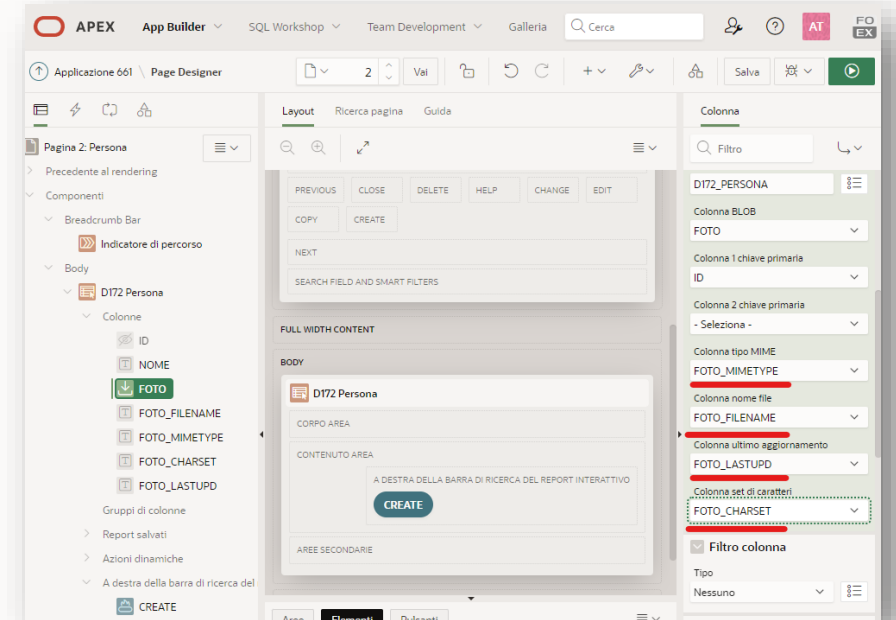 APEX App Builder SQL Workshop Team Development Galleria Cerca AT FO EX
Applicazione 661 \ Page Designer 2 Vai Salva
Layout Ricerca pagina Guida Colonna
Pagina 2: Persona Filtro
Precedente al rendering
Componenti
Breadcrumb Bar
Indicatore di percorso
Body
D172 Persona
Colonne
ID
NOME
FOTO
FOTO_FILENAME
FOTO_MIMETYPE
FOTO_CHARSET
FOTO_LASTUPD
Gruppi di colonne
Report salvati
Azioni dinamiche
A destra della barra di ricerca del
CREATE
PREVIOUS CLOSE DELETE HELP CHANGE EDIT
COPY CREATE
NEXT
SEARCH FIELD AND SMART FILTERS
FULL WIDTH CONTENT
BODY
D172 Persona
CORPO AREA
CONTENUTO AREA
A DESTRA DELLA BARRA DI RICERCA DEL REPORT INTERATTIVO
CREATE
AREE SECONDARIE
Aree Elementi Pulsanti
D172_PERSONA
Colonna BLOB
FOTO
Colonna 1 chiave primaria
ID
Colonna 2 chiave primaria
- Seleziona -
Colonna tipo MIME
FOTO_MIMETYPE
Colonna nome file
FOTO_FILENAME
Colonna ultimo aggiornamento
FOTO_LASTUPD
Colonna set di caratteri
FOTO_CHARSET
Filtro colonna
Tipo
Nessuno